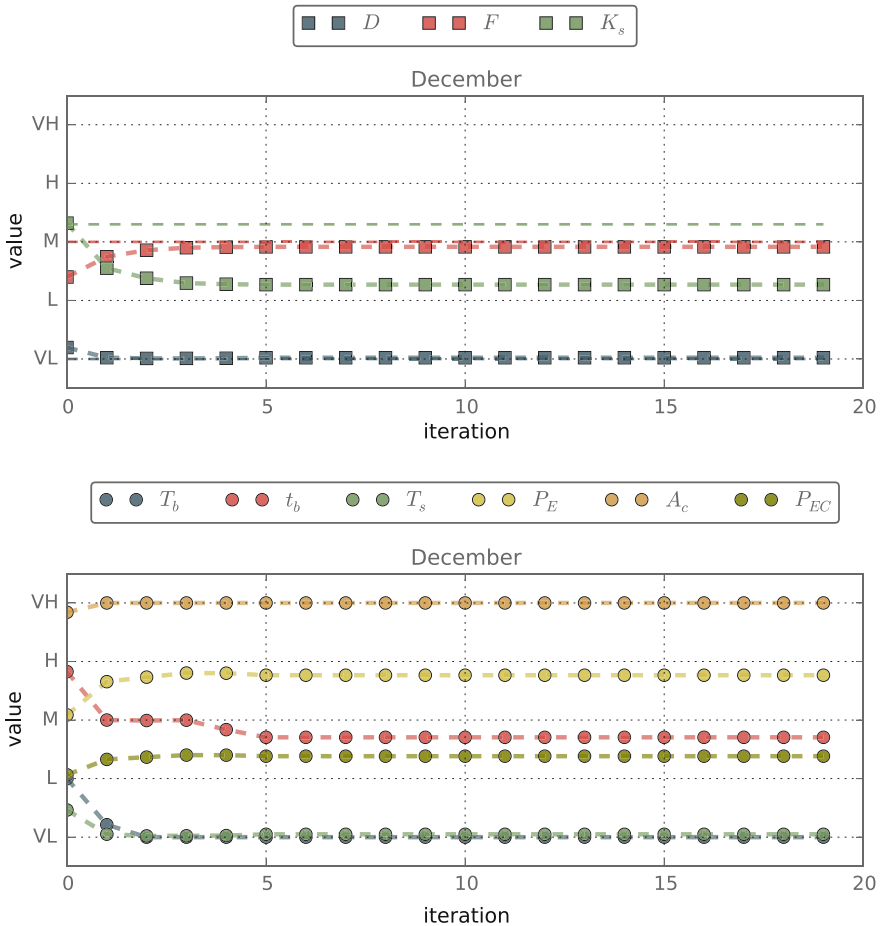 D F K_s
December
VH
H
M
L
VL
value
0 5 10 15 20
iteration
T_b t_b T_s P_E A_c P_EC
December
VH
H
M
L
VL
value
0 5 10 15 20
iteration